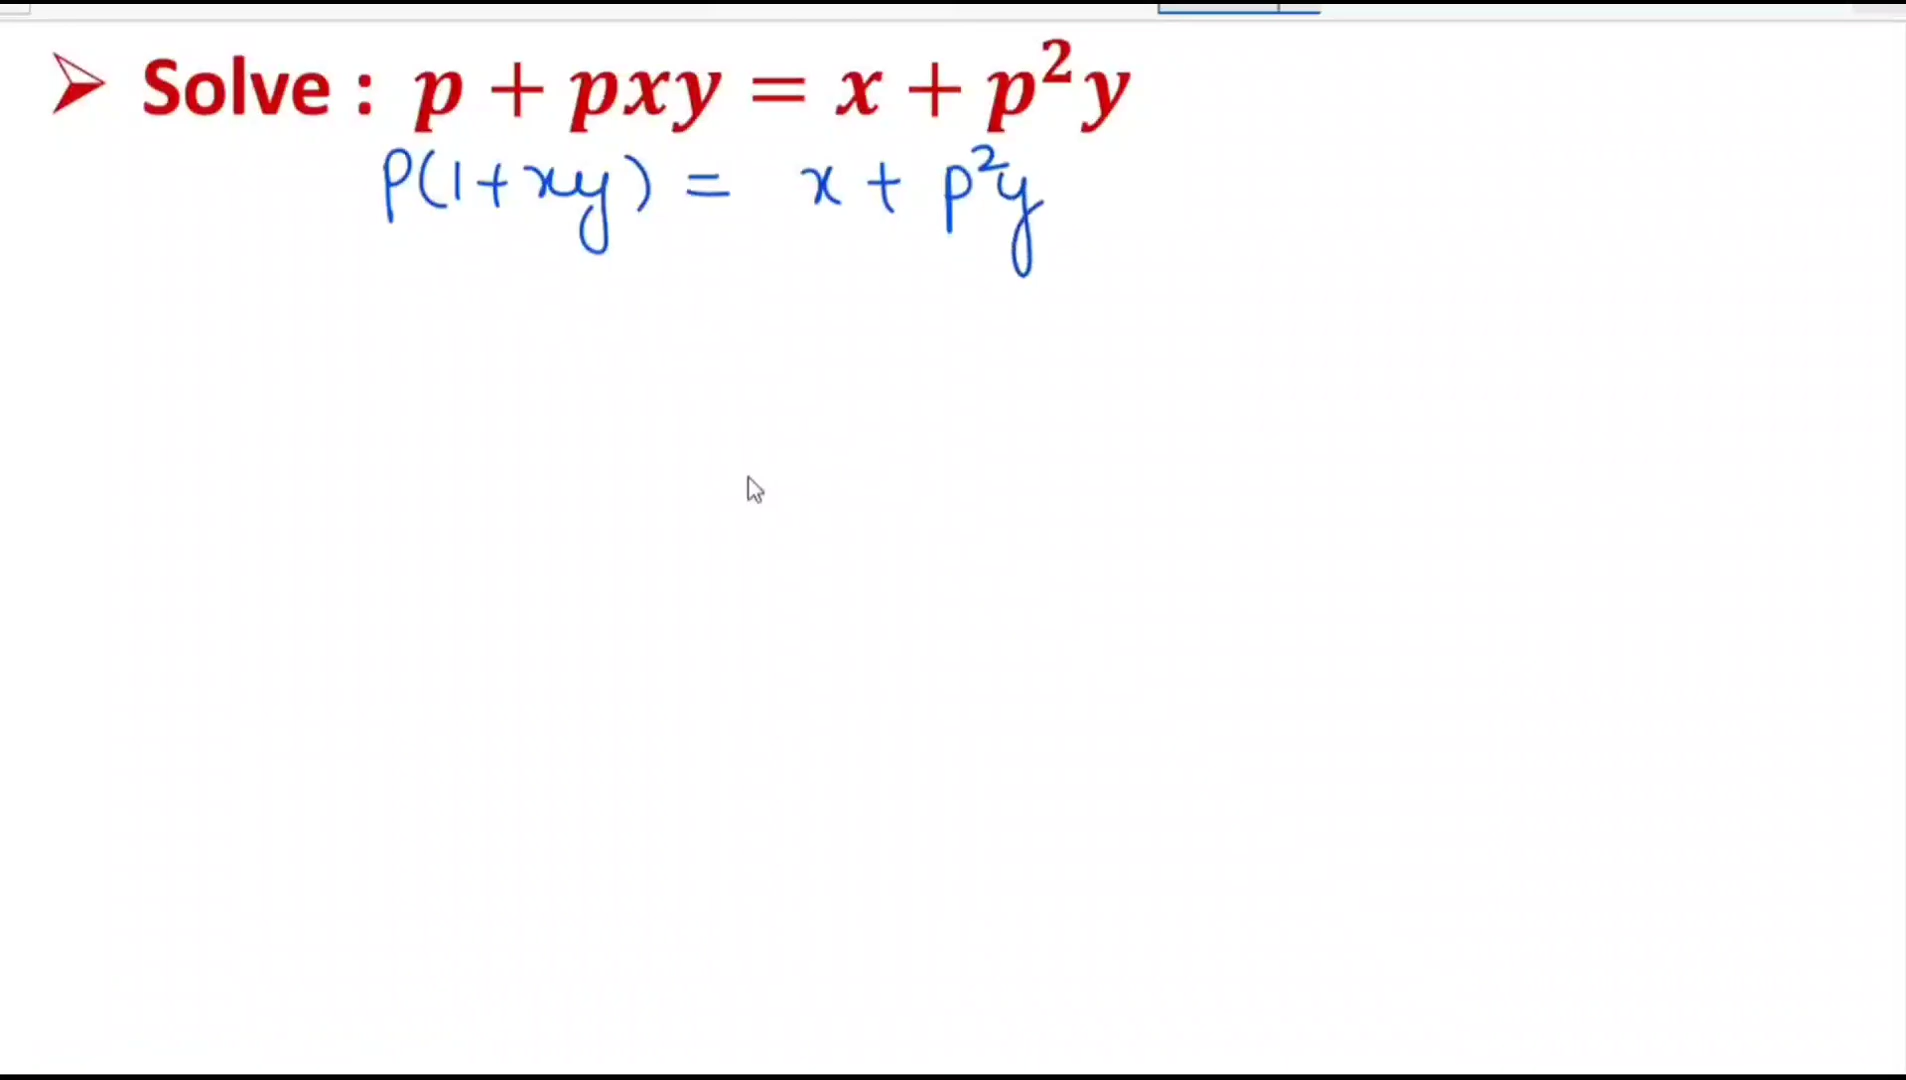 Solve : p + pxy = x + p²y
P(1+xy) = x + p²y